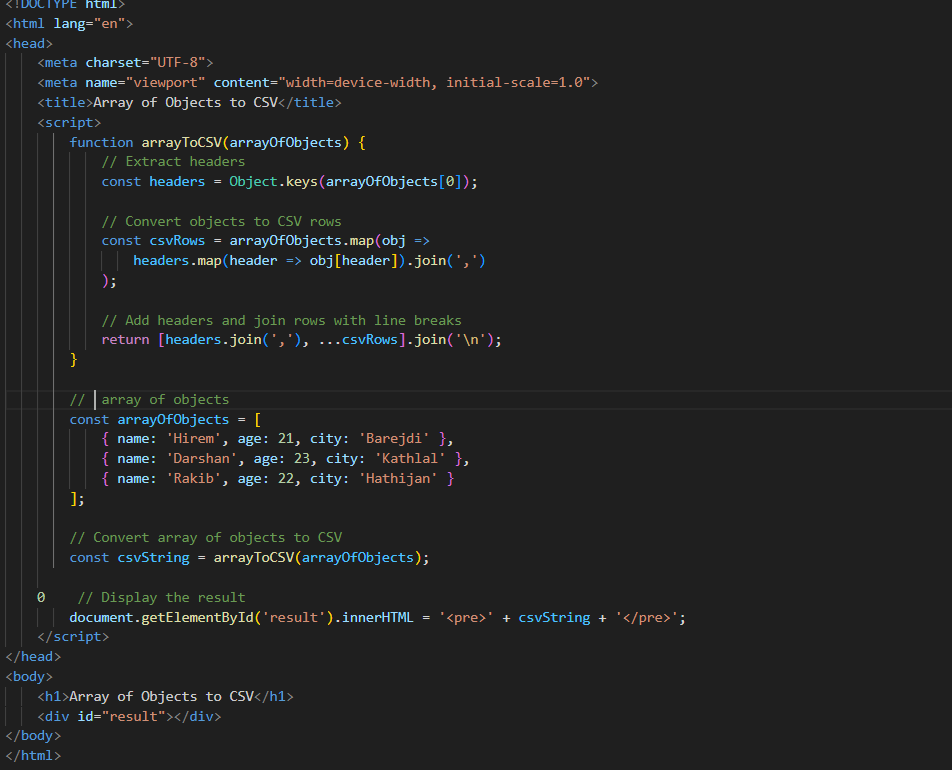 <!DOCTYPE html>
<html lang="en">
<head>
    <meta charset="UTF-8">
    <meta name="viewport" content="width=device-width, initial-scale=1.0">
    <title>Array of Objects to CSV</title>
    <script>
        function arrayToCSV(arrayOfObjects) {
            // Extract headers
            const headers = Object.keys(arrayOfObjects[0]);

            // Convert objects to CSV rows
            const csvRows = arrayOfObjects.map(obj =>
                headers.map(header => obj[header]).join(',')
            );

            // Add headers and join rows with line breaks
            return [headers.join(','), ...csvRows].join('\n');
        }

        //  array of objects
        const arrayOfObjects = [
            { name: 'Hirem', age: 21, city: 'Barejdi' },
            { name: 'Darshan', age: 23, city: 'Kathlal' },
            { name: 'Rakib', age: 22, city: 'Hathijan' }
        ];

        // Convert array of objects to CSV
        const csvString = arrayToCSV(arrayOfObjects);

    0    // Display the result
        document.getElementById('result').innerHTML = '<pre>' + csvString + '</pre>';
    </script>
</head>
<body>
    <h1>Array of Objects to CSV</h1>
    <div id="result"></div>
</body>
</html>